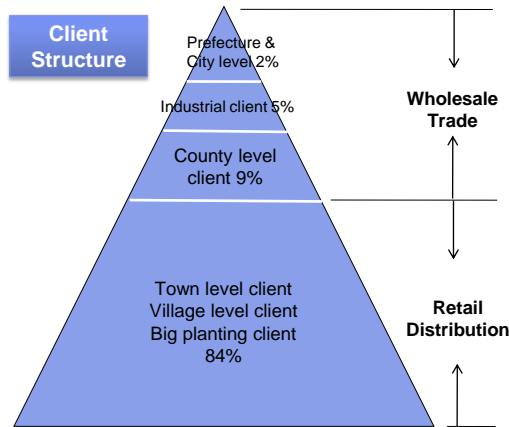 Client
Structure
Prefecture &
City level 2%
Industrial client 5%
County level
client 9%
Town level client
Village level client
Big planting client
84%
Wholesale
Trade
Retail
Distribution